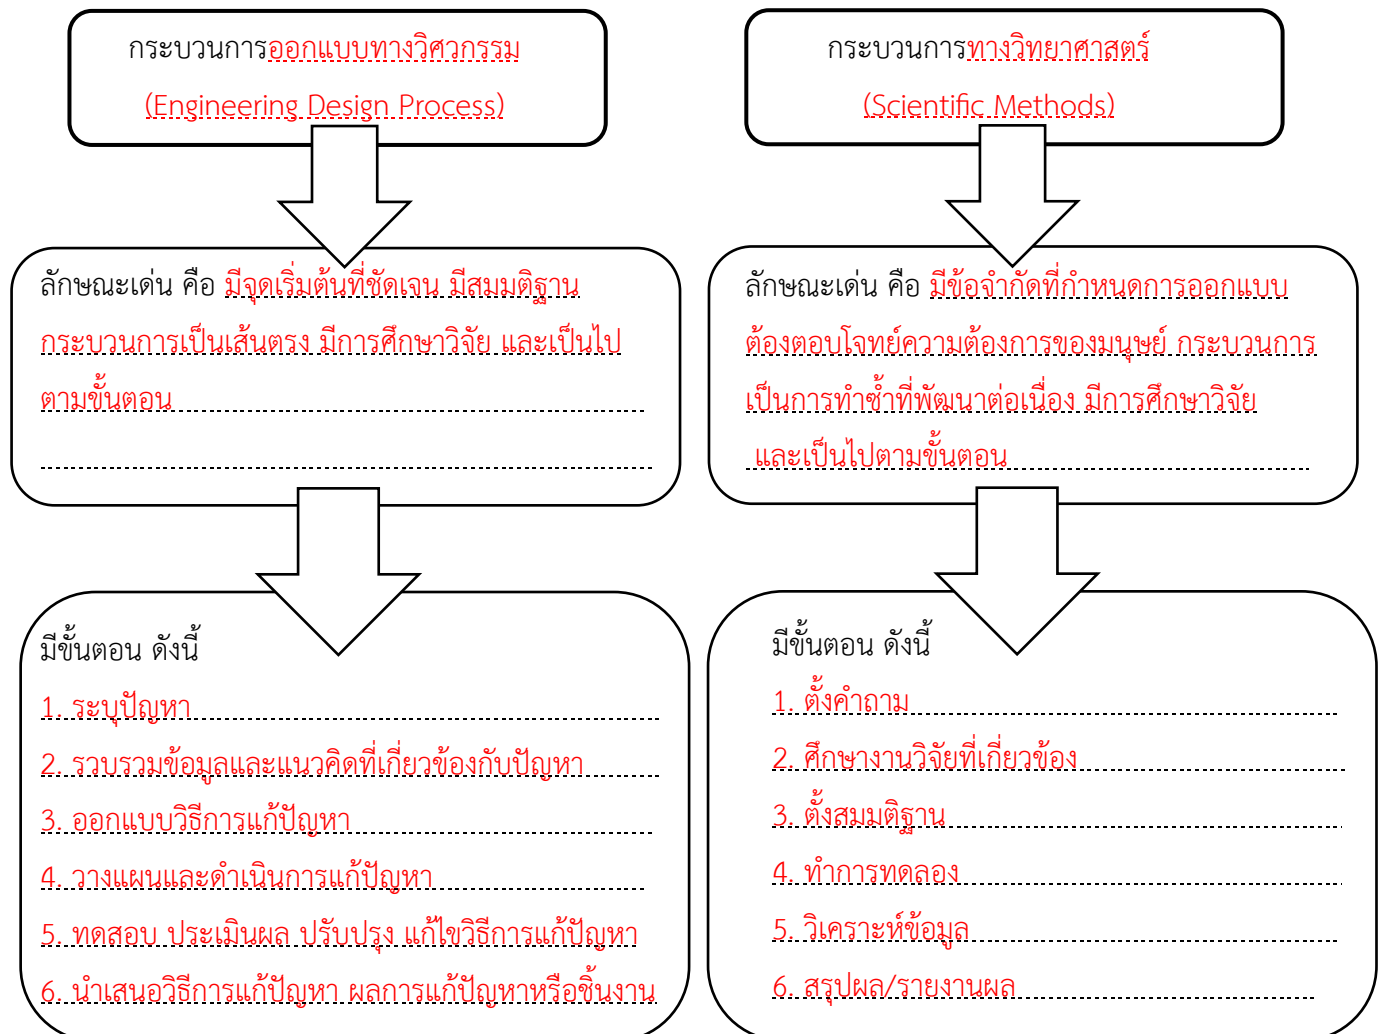 กระบวนการออกแบบทางวิศวกรรม
(Engineering Design Process)
ลักษณะเด่น คือ มีจุดเริ่มต้นที่ชัดเจน มีสมมติฐาน
กระบวนการเป็นเส้นตรง มีการศึกษาวิจัย และเป็นไป
ตามขั้นตอน
มีขั้นตอน ดังนี้
1. ระบุปัญหา
2. รวบรวมข้อมูลและแนวคิดที่เกี่ยวข้องกับปัญหา
3. ออกแบบวิธีการแก้ปัญหา
4. วางแผนและดำเนินการแก้ปัญหา
5. ทดสอบ ประเมินผล ปรับปรุง แก้ไขวิธีการแก้ปัญหา
6. นำเสนอวิธีการแก้ปัญหา ผลการแก้ปัญหาหรือชิ้นงาน
กระบวนการทางวิทยาศาสตร์
(Scientific Methods)
ลักษณะเด่น คือ มีข้อจำกัดที่กำหนดการออกแบบ
ต้องตอบโจทย์ความต้องการของมนุษย์ กระบวนการ
เป็นการทำซ้ำที่พัฒนาต่อเนื่อง มีการศึกษาวิจัย
และเป็นไปตามขั้นตอน
มีขั้นตอน ดังนี้
1. ตั้งคำถาม
2. ศึกษางานวิจัยที่เกี่ยวข้อง
3. ตั้งสมมติฐาน
4. ทำการทดลอง
5. วิเคราะห์ข้อมูล
6. สรุปผล/รายงานผล